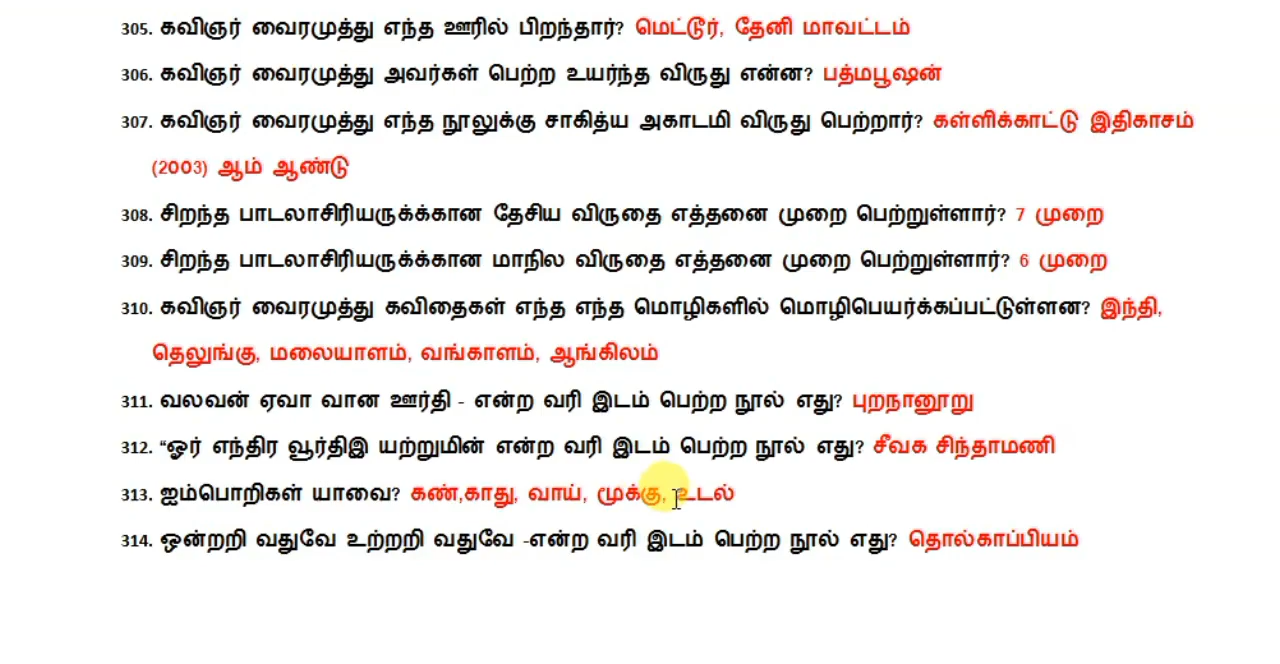 305. கவிஞர் வைரமுத்து எந்த ஊரில் பிறந்தார்? மெட்டூர், தேனி மாவட்டம்
306. கவிஞர் வைரமுத்து அவர்கள் பெற்ற உயர்ந்த விருது என்ன? பத்மபூஷன்
307. கவிஞர் வைரமுத்து எந்த நூலுக்கு சாகித்ய அகாடமி விருது பெற்றார்? கள்ளிக்காட்டு இதிகாசம்
(2003) ஆம் ஆண்டு
308. சிறந்த பாடலாசிரியருக்க்கான தேசிய விருதை எத்தனை முறை பெற்றுள்ளார்? 7 முறை
309. சிறந்த பாடலாசிரியருக்க்கான மாநில விருதை எத்தனை முறை பெற்றுள்ளார்? 6 முறை
310. கவிஞர் வைரமுத்து கவிதைகள் எந்த எந்த மொழிகளில் மொழிபெயர்க்கப்பட்டுள்ளன? இந்தி,
தெலுங்கு, மலையாளம், வங்காளம், ஆங்கிலம்
311. வலவன் ஏவா வான ஊர்தி - என்ற வரி இடம் பெற்ற நூல் எது? புறநானூறு
312. “ஓர் எந்திர வூர்திஇ யற்றுமின் என்ற வரி இடம் பெற்ற நூல் எது? சீவக சிந்தாமணி
313. ஐம்பொறிகள் யாவை? கண்,காது, வாய், மூக்கு, உடல்
314. ஒன்றறி வதுவே உற்றறி வதுவே -என்ற வரி இடம் பெற்ற நூல் எது? தொல்காப்பியம்